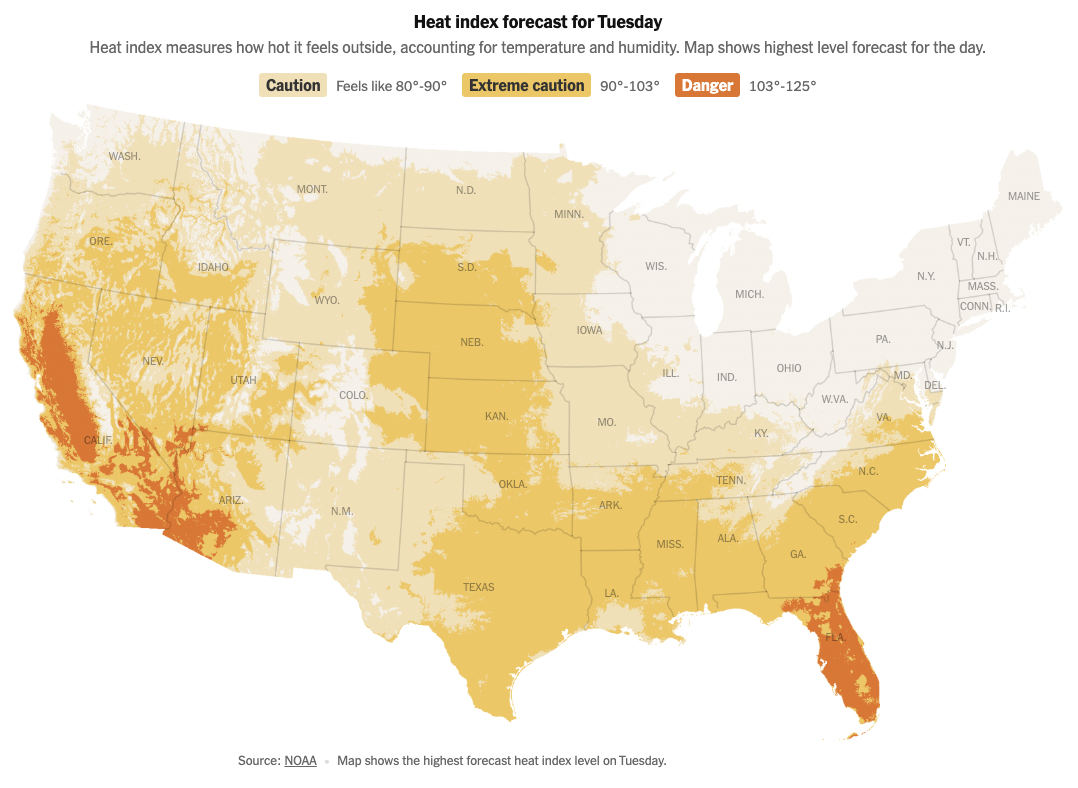 Heat index forecast for Tuesday
Heat index measures how hot it feels outside, accounting for temperature and humidity. Map shows highest level forecast for the day.
Caution Feels like 80°-90° Extreme caution 90°-103° Danger 103°-125°
WASH.
MONT.
N.D.
MINN.
MAINE
ORE.
IDAHO
S.D.
WIS.
VT.
N.H.
WYO.
MICH.
N.Y.
MASS.
CONN.
R.I.
NEV.
UTAH
COLO.
NEB.
IOWA
ILL.
IND.
OHIO
PA.
N.J.
MD.
DEL.
CALIF.
KAN.
MO.
KY.
W.VA.
VA.
ARIZ.
N.M.
OKLA.
ARK.
TENN.
N.C.
TEXAS
LA.
MISS.
ALA.
GA.
S.C.
FLA.
Source: NOAA • Map shows the highest forecast heat index level on Tuesday.